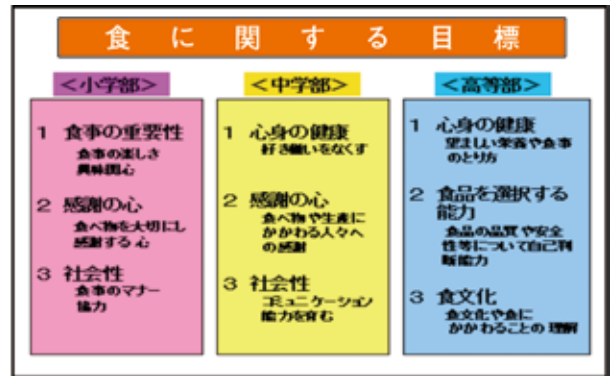 食に関する目標
<小学部>
1 食事の重要性
食事の楽しさ
興味関心
2 感謝の心
食べ物を大切にし
感謝する心
3 社会性
食事のマナー
協力
<中学部>
1 心身の健康
好き嫌いをなくす
2 感謝の心
食べ物や生産に
かかわる人々へ
の感謝
3 社会性
コミュニケーション
能力を育む
<高等部>
1 心身の健康
望ましい栄養や食事
のとり方
2 食品を選択する
能力
食品の品質や安全
性等について自己判
断能力
3 食文化
食文化や食に
かかわることの理解